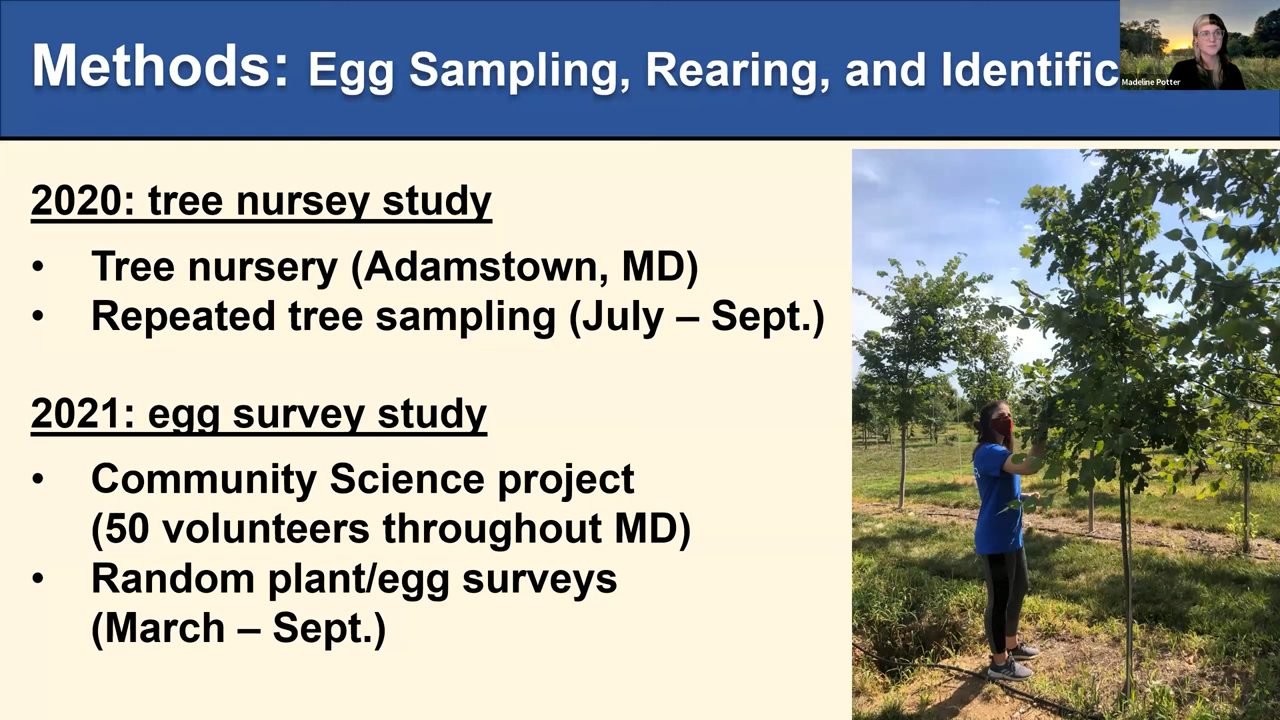 Methods: Egg Sampling, Rearing, and Identific
Madeline Potter
2020: tree nursey study
• Tree nursery (Adamstown, MD)
• Repeated tree sampling (July – Sept.)
2021: egg survey study
• Community Science project
(50 volunteers throughout MD)
• Random plant/egg surveys
(March – Sept.)